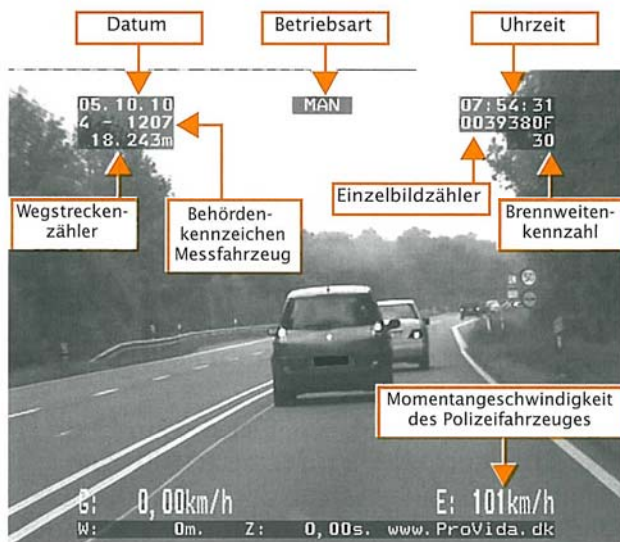 Datum
Betriebsart
Uhrzeit
05.10.10
MAN
07:54:31
4 - 1207
0039380F
18.243m
30
Wegstrecken-
zähler
Behörden-
kennzeichen
Messfahrzeug
Einzelbildzähler
Brennweiten-
kennzahl
Momentangeschwindigkeit
des Polizeifahrzeuges
G: 0,00km/h
E: 101km/h
W: 0m. Z: 0,00s. www.ProVida.dk